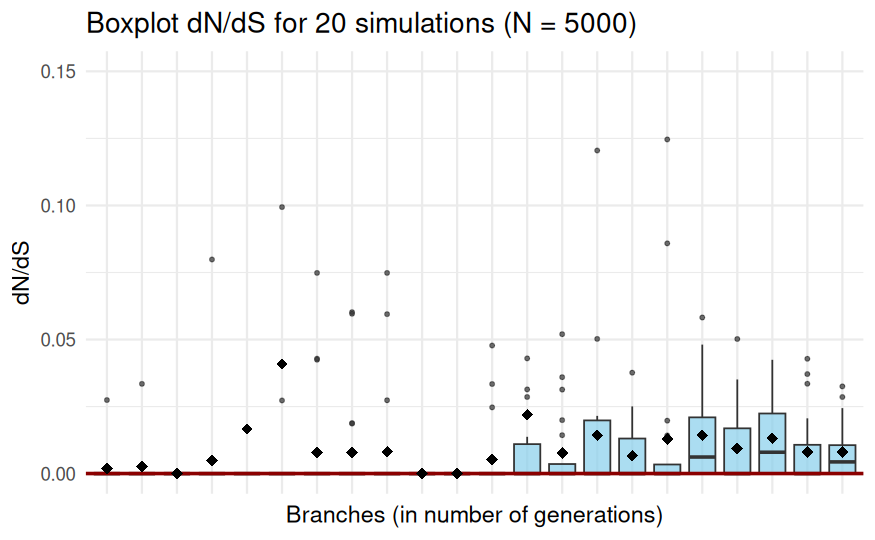 Boxplot dN/dS for 20 simulations (N = 5000)
0.15
0.10
0.05
0.00
dN/dS
Branches (in number of generations)